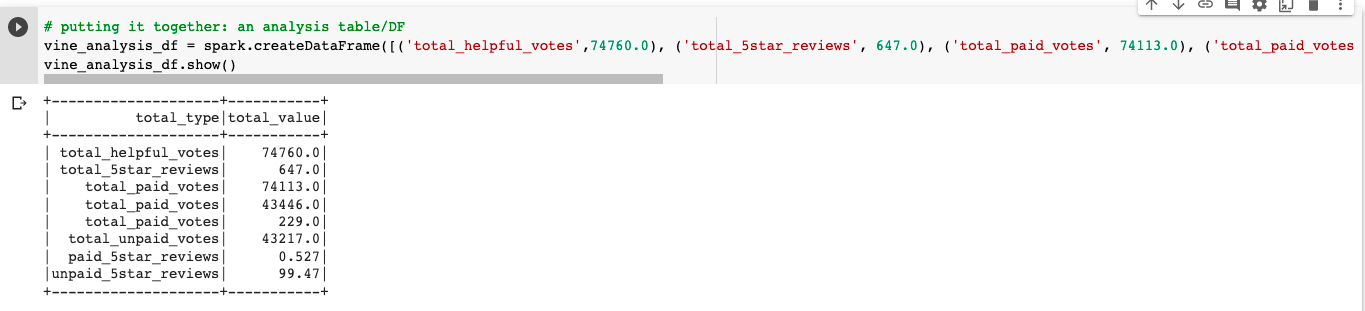 # putting it together: an analysis table/DF
vine_analysis_df = spark.createDataFrame([('total_helpful_votes',74760.0), ('total_5star_reviews', 647.0), ('total_paid_votes', 74113.0), ('total_paid_votes
vine_analysis_df.show()
+--------------------+-----------+
|          total_type|total_value|
+--------------------+-----------+
| total_helpful_votes|    74760.0|
| total_5star_reviews|      647.0|
|    total_paid_votes|    74113.0|
|    total_paid_votes|    43446.0|
|    total_paid_votes|      229.0|
|  total_unpaid_votes|    43217.0|
|  paid_5star_reviews|      0.527|
|unpaid_5star_reviews|      99.47|
+--------------------+-----------+